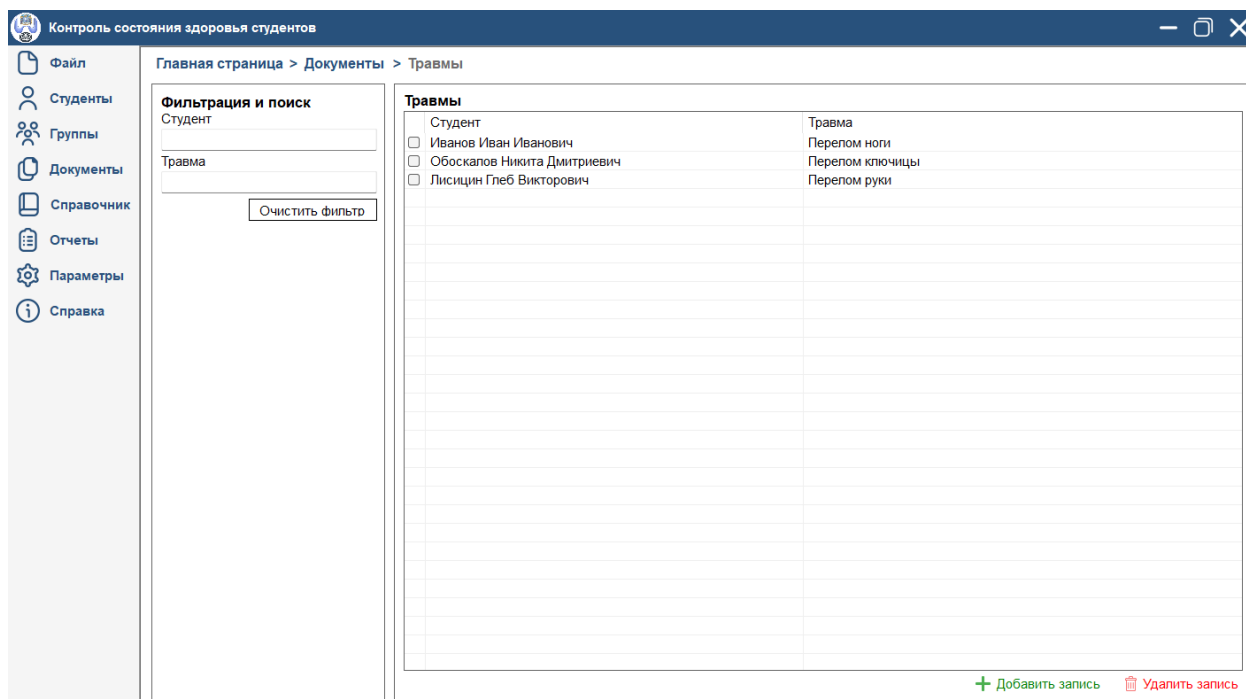 Контроль состояния здоровья студентов
Файл
Студенты
Группы
Документы
Справочник
Отчеты
Параметры
Справка
Главная страница > Документы > Травмы
Фильтрация и поиск
Студент
Травма
Очистить фильтр
Травмы
Студент Травма
Иванов Иван Иванович Перелом ноги
Обоскалов Никита Дмитриевич Перелом ключицы
Лисицин Глеб Викторович Перелом руки
Добавить запись Удалить запись